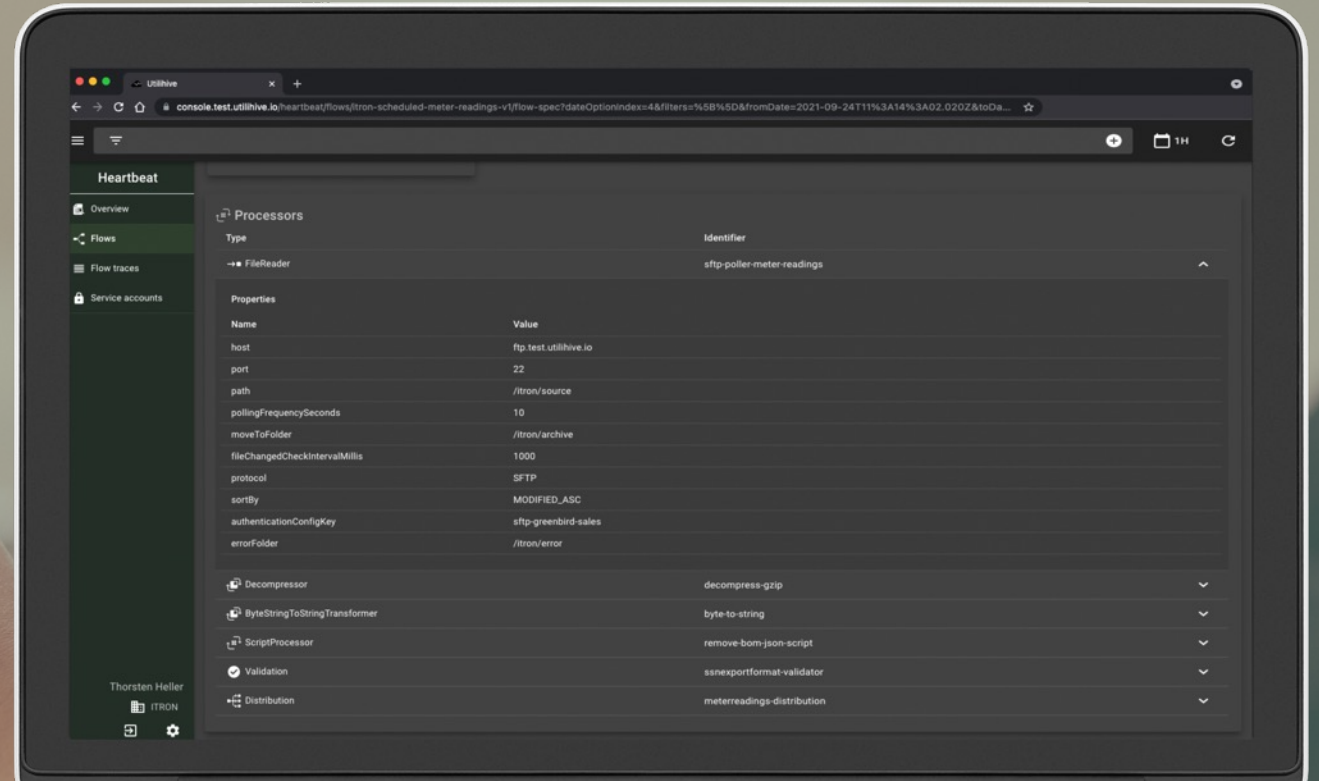 Utilihive
console.test.utilihive.io/heartbeat/flows/itron-scheduled-meter-readings-v1/flow-spec?dateOptionIndex=4&filters=%5B%5D&fromDate=2021-09-24T11%3A14%3A02.020Z&toDa...
1H
Heartbeat
Overview
Flows
Flow traces
Service accounts
Processors
Type Identifier
FileReader sftp-poller-meter-readings
Properties
Name Value
host ftp.test.utilihive.io
port 22
path /itron/source
pollingFrequencySeconds 10
moveToFolder /itron/archive
fileChangedCheckIntervalMillis 1000
protocol SFTP
sortBy MODIFIED_ASC
authenticationConfigKey sftp-greenbird-sales
errorFolder /itron/error
Decompressor decompress-gzip
ByteStringToStringTransformer byte-to-string
ScriptProcessor remove-bom-json-script
Validation ssnexportformat-validator
Distribution meterreadings-distribution
Thorsten Heller
ITRON